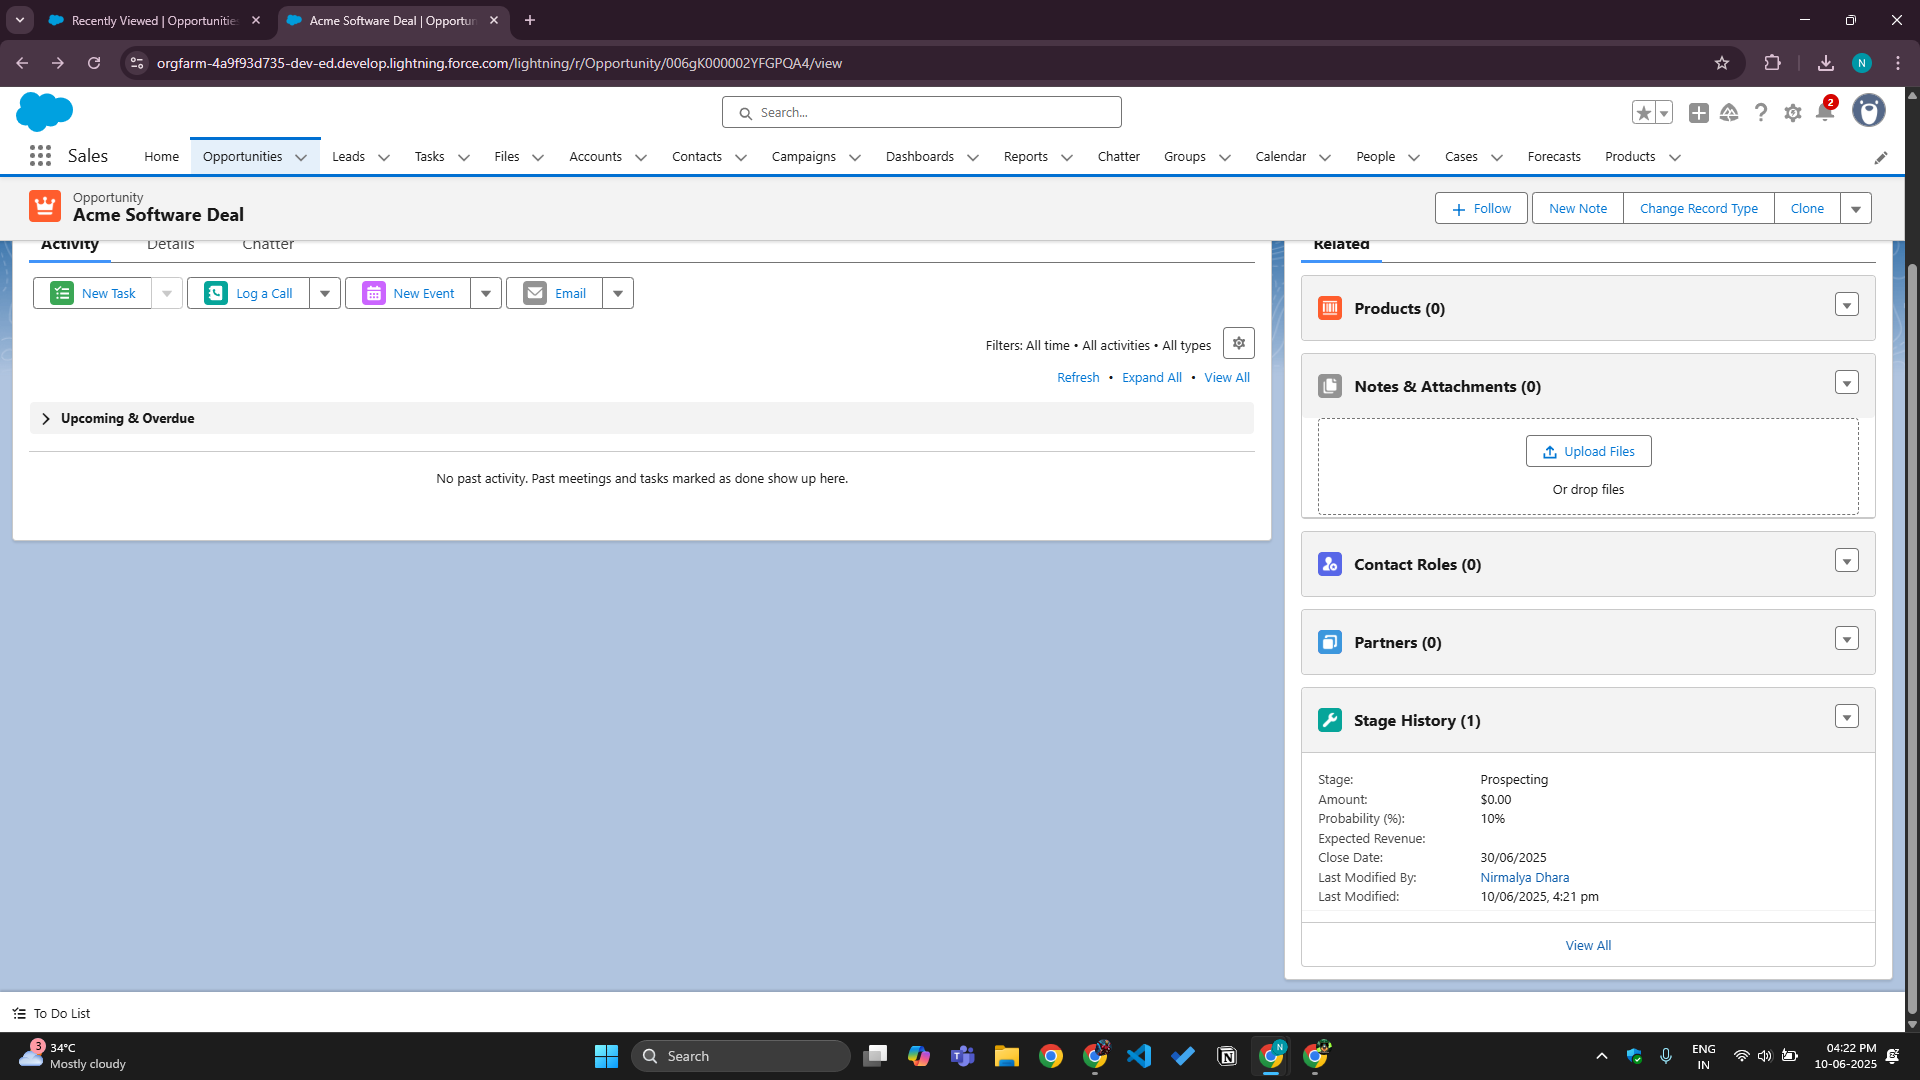 Recently Viewed | Opportunities
Acme Software Deal | Opportun
orgfarm-4a9f93d735-dev-ed.develop.lightning.force.com/lightning/r/Opportunity/006gK000002YFGPQA4/view
N
Search...
2
Sales
Home
Opportunities
Leads
Tasks
Files
Accounts
Contacts
Campaigns
Dashboards
Reports
Chatter
Groups
Calendar
People
Cases
Forecasts
Products
Opportunity
Acme Software Deal
Follow
New Note
Change Record Type
Clone
Activity
Details
Chatter
New Task
Log a Call
New Event
Email
Filters: All time • All activities • All types
Refresh • Expand All • View All
Upcoming & Overdue
No past activity. Past meetings and tasks marked as done show up here.
Related
Products (0)
Notes & Attachments (0)
Upload Files
Or drop files
Contact Roles (0)
Partners (0)
Stage History (1)
Stage: Prospecting
Amount: $0.00
Probability (%): 10%
Expected Revenue:
Close Date: 30/06/2025
Last Modified By: Nirmalya Dhara
Last Modified: 10/06/2025, 4:21 pm
View All
To Do List
3
34°C
Mostly cloudy
Search
N
ENG
IN
04:22 PM
10-06-2025